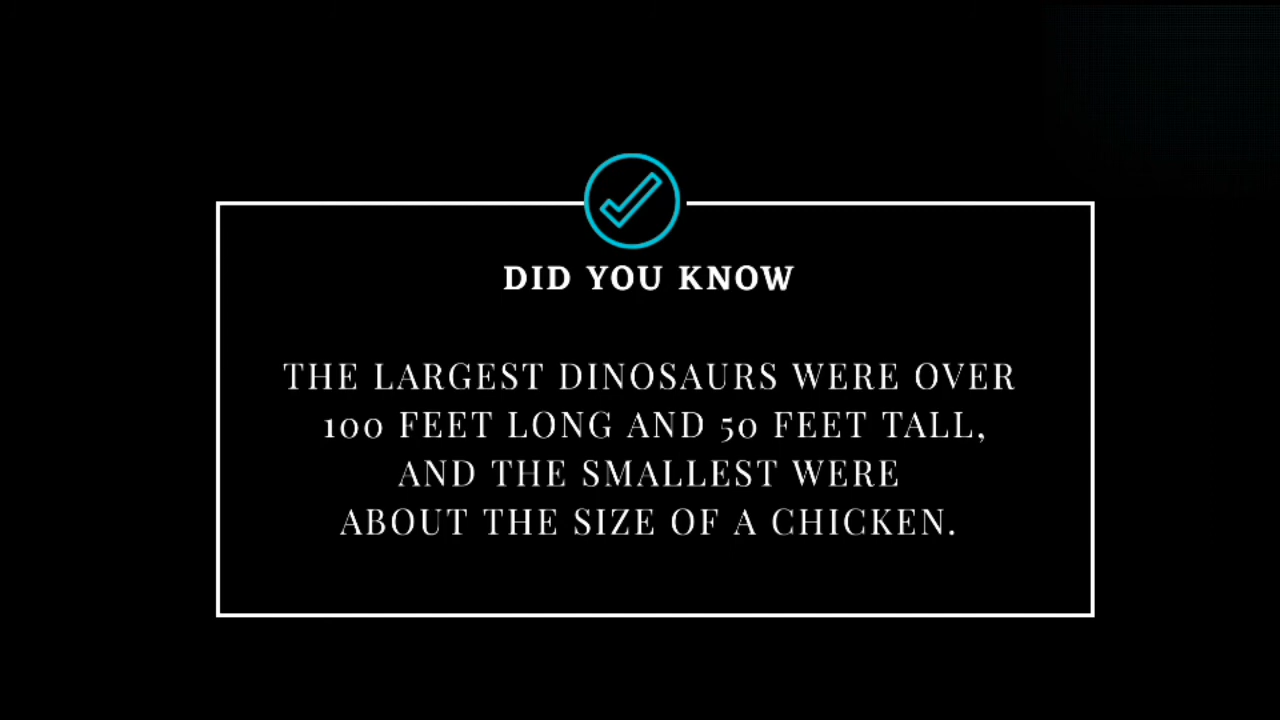 DID YOU KNOW
THE LARGEST DINOSAURS WERE OVER
100 FEET LONG AND 50 FEET TALL,
AND THE SMALLEST WERE
ABOUT THE SIZE OF A CHICKEN.